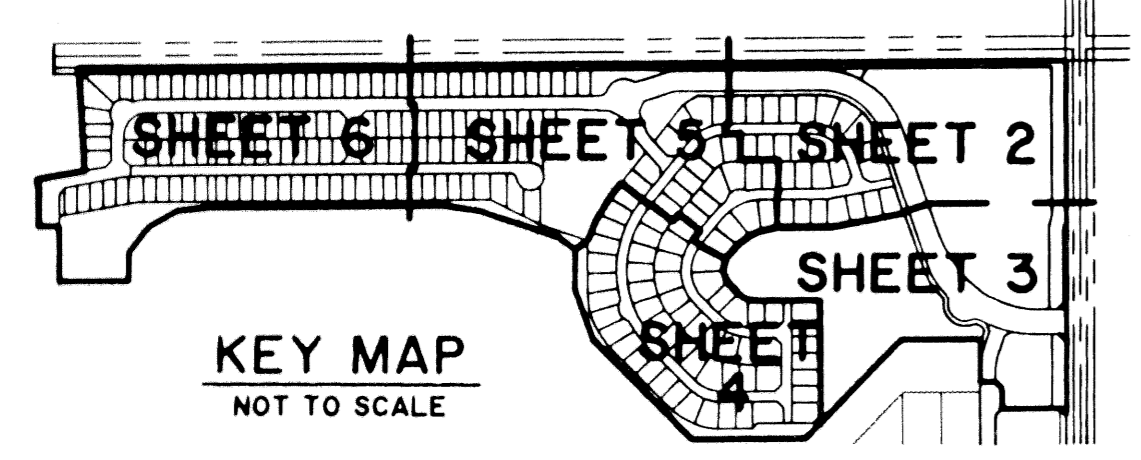 SHEET 6
SHEET 5
SHEET 2
SHEET 3
SHEET
4
KEY MAP
NOT TO SCALE